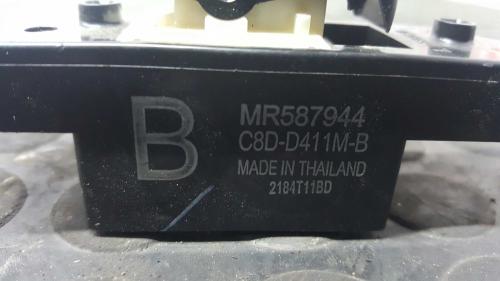 B
MR587944
C8D-D411M-B
MADE IN THAILAND
2184T11BD